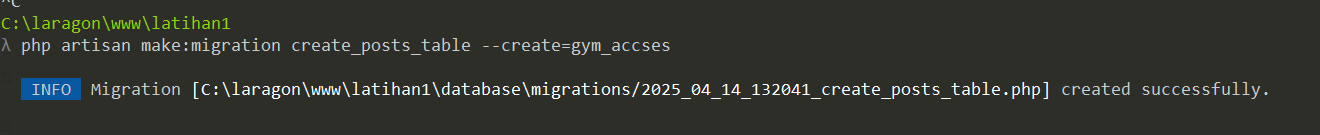 ^C
C:\laragon\www\latihan1
λ php artisan make:migration create_posts_table --create=gym_accses
INFO Migration [C:\laragon\www\latihan1\database\migrations/2025_04_14_132041_create_posts_table.php] created successfully.